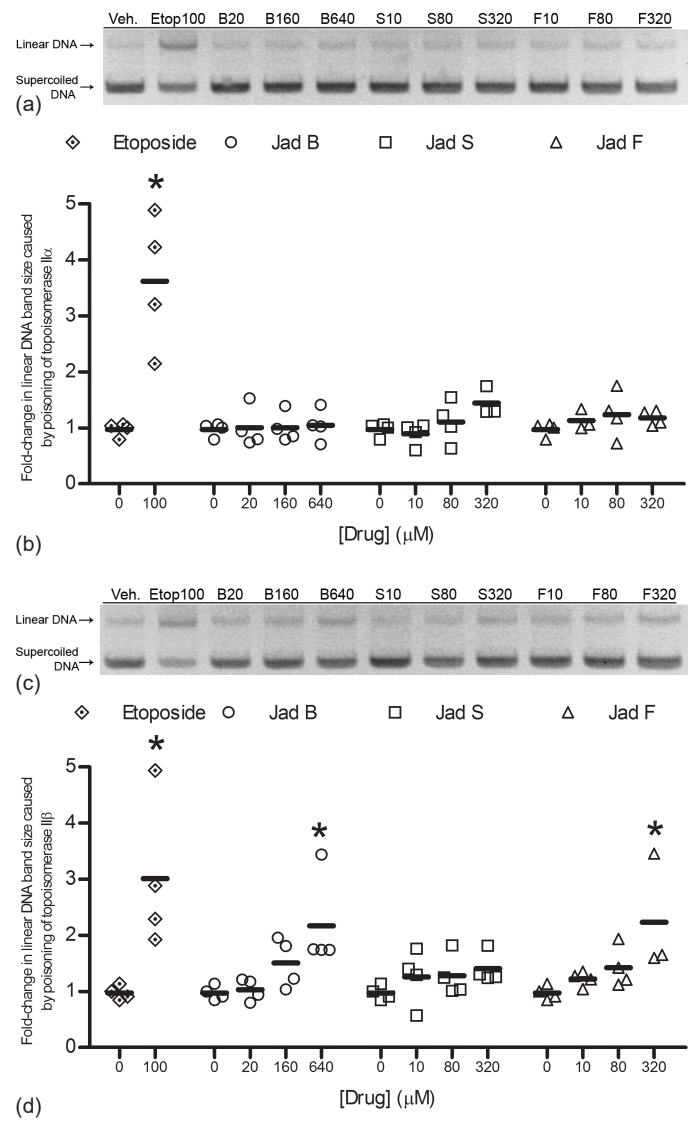 Veh. Etop100 B20 B160 B640 S10 S80 S320 F10 F80 F320
Linear DNA→
Supercoiled
DNA →
(a)
Etoposide Jad B Jad S Jad F
*
Fold-change in linear DNA band size caused
by poisoning of topoisomerase IIα
5
4
3
2
1
0
0 100 0 20 160 640 0 10 80 320 0 10 80 320
[Drug] (μM)
(b)
Veh. Etop100 B20 B160 B640 S10 S80 S320 F10 F80 F320
Linear DNA→
Supercoiled
DNA→
(c)
Etoposide Jad B Jad S Jad F
* * *
Fold-change in linear DNA band size caused
by poisoning of topoisomerase IIβ
5
4
3
2
1
0
0 100 0 20 160 640 0 10 80 320 0 10 80 320
[Drug] (μM)
(d)